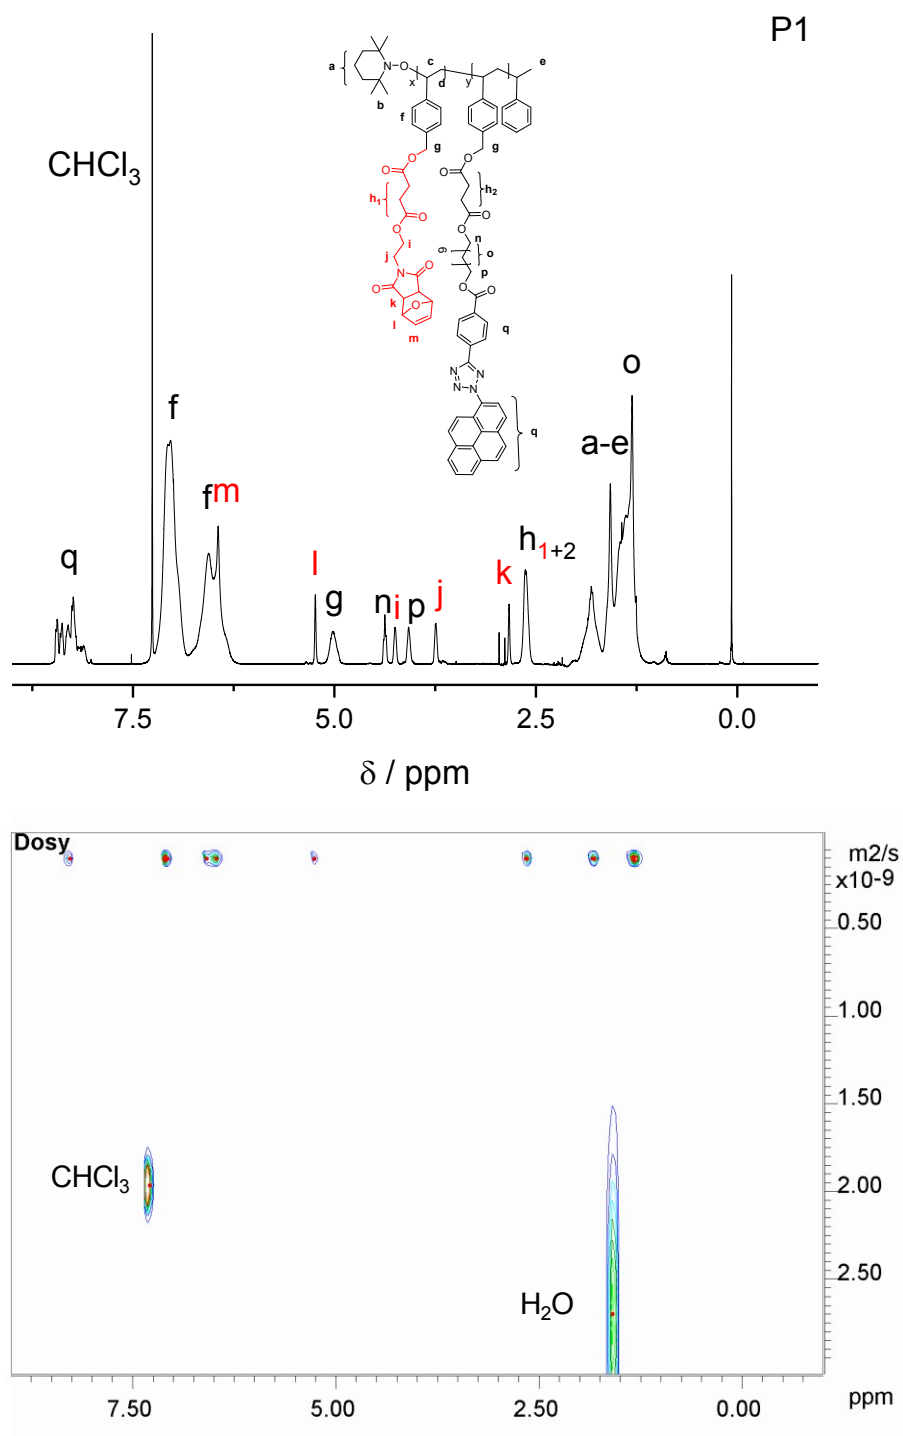 P1
a
b
N
O
x
c
d
y
e
f
g
g
O
O
O
O
h1
h2
O
O
O
O
i
j
n
9
o
p
N
O
O
O
k
l
m
O
O
q
N
N
N
N
q
CHCl3
f
fm
q
l
g
n
i
p
j
k
h1+2
a-e
o
7.5 5.0 2.5 0.0
δ / ppm
Dosy
m2/s
x10-9
0.50
1.00
1.50
CHCl3
2.00
2.50
H2O
7.50 5.00 2.50 0.00
ppm